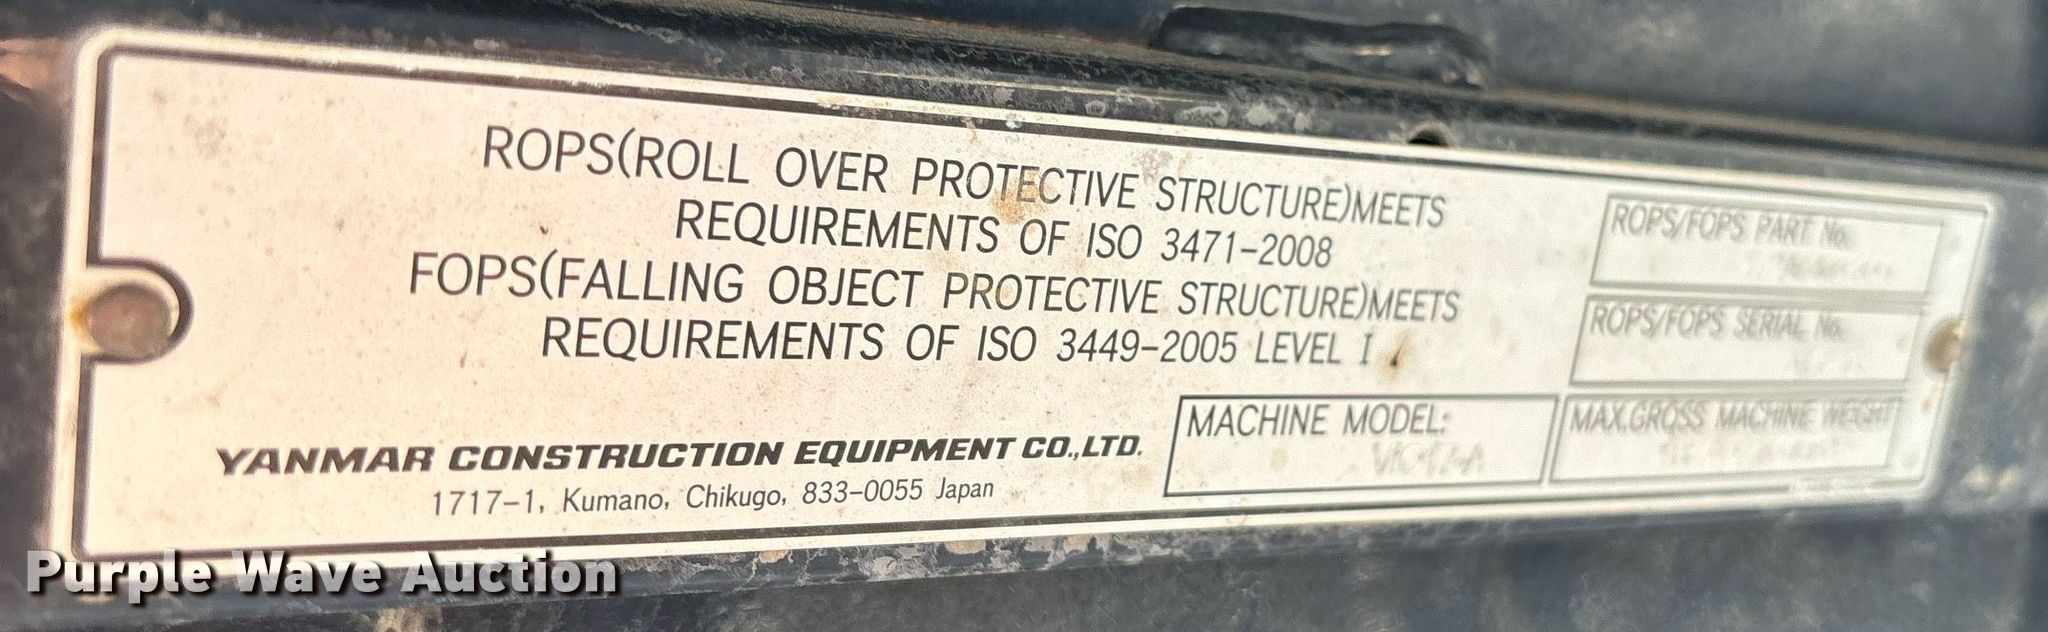 ROPS(ROLL OVER PROTECTIVE STRUCTURE)MEETS
REQUIREMENTS OF ISO 3471-2008
FOPS(FALLING OBJECT PROTECTIVE STRUCTURE)MEETS
REQUIREMENTS OF ISO 3449-2005 LEVEL I
ROPS/FOPS PART No.
ROPS/FOPS SERIAL No.
MACHINE MODEL:
MAX.GROSS MACHINE WEIGHT
YANMAR CONSTRUCTION EQUIPMENT CO.,LTD.
1717-1, Kumano, Chikugo, 833-0055 Japan
Purple Wave Auction